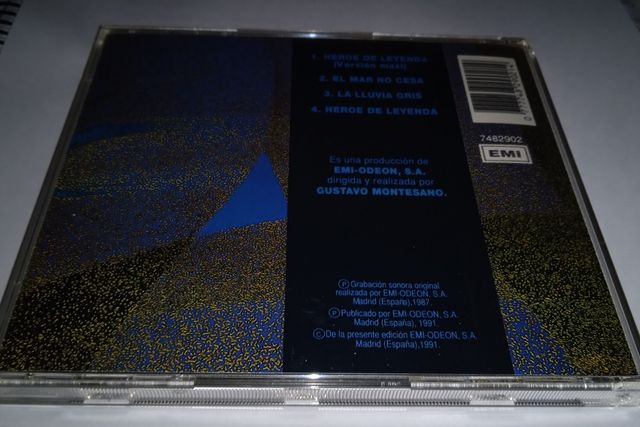 1. HEROE DE LEYENDA
(Versión maxi)
2. EL MAR NO CESA
3. LA LLUVIA GRIS
4. HEROE DE LEYENDA
7482902
EMI
Es una producción de
EMI-ODEON, S.A.
dirigida y realizada por
GUSTAVO MONTESANO.
Ⓟ Grabación sonora original
realizada por EMI-ODEON, S.A.
Madrid (España),1987.
Ⓟ Publicado por EMI-ODEON, S.A.
Madrid (España), 1991.
Ⓒ De la presente edición EMI-ODEON, S.A.
Madrid (España),1991.